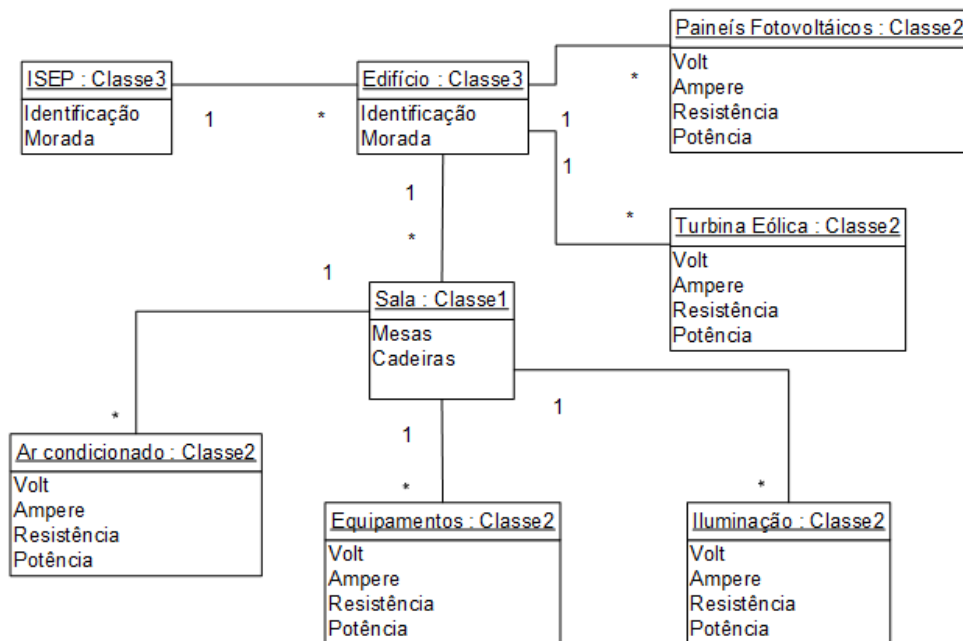 Paineís Fotovoltáicos : Classe2
Volt
Ampere
Resistência
Potência
ISEP : Classe3
Identificação
Morada
1
*
Edifício : Classe3
Identificação
Morada
1
*
1
*
1
*
Turbina Eólica : Classe2
Volt
Ampere
Resistência
Potência
1
Sala : Classe1
Mesas
Cadeiras
*
1
*
1
*
Ar condicionado : Classe2
Volt
Ampere
Resistência
Potência
Equipamentos : Classe2
Volt
Ampere
Resistência
Potência
Iluminação : Classe2
Volt
Ampere
Resistência
Potência